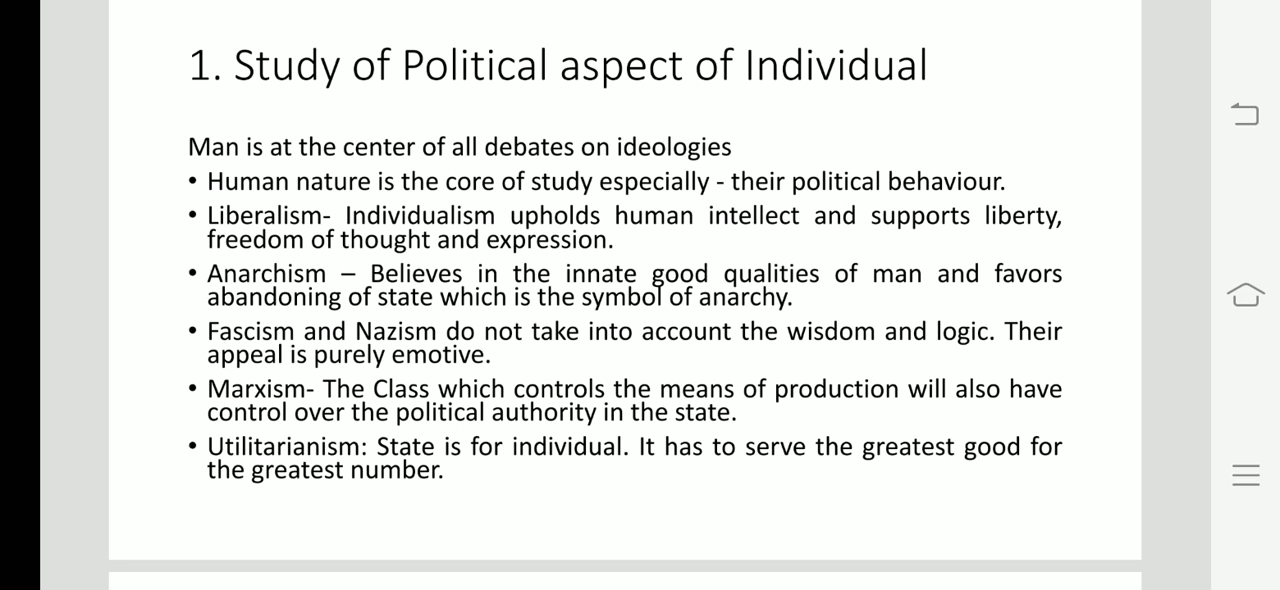 1. Study of Political aspect of Individual
Man is at the center of all debates on ideologies
• Human nature is the core of study especially - their political behaviour.
• Liberalism- Individualism upholds human intellect and supports liberty,
freedom of thought and expression.
• Anarchism – Believes in the innate good qualities of man and favors
abandoning of state which is the symbol of anarchy.
• Fascism and Nazism do not take into account the wisdom and logic. Their
appeal is purely emotive.
• Marxism- The Class which controls the means of production will also have
control over the political authority in the state.
• Utilitarianism: State is for individual. It has to serve the greatest good for
the greatest number.